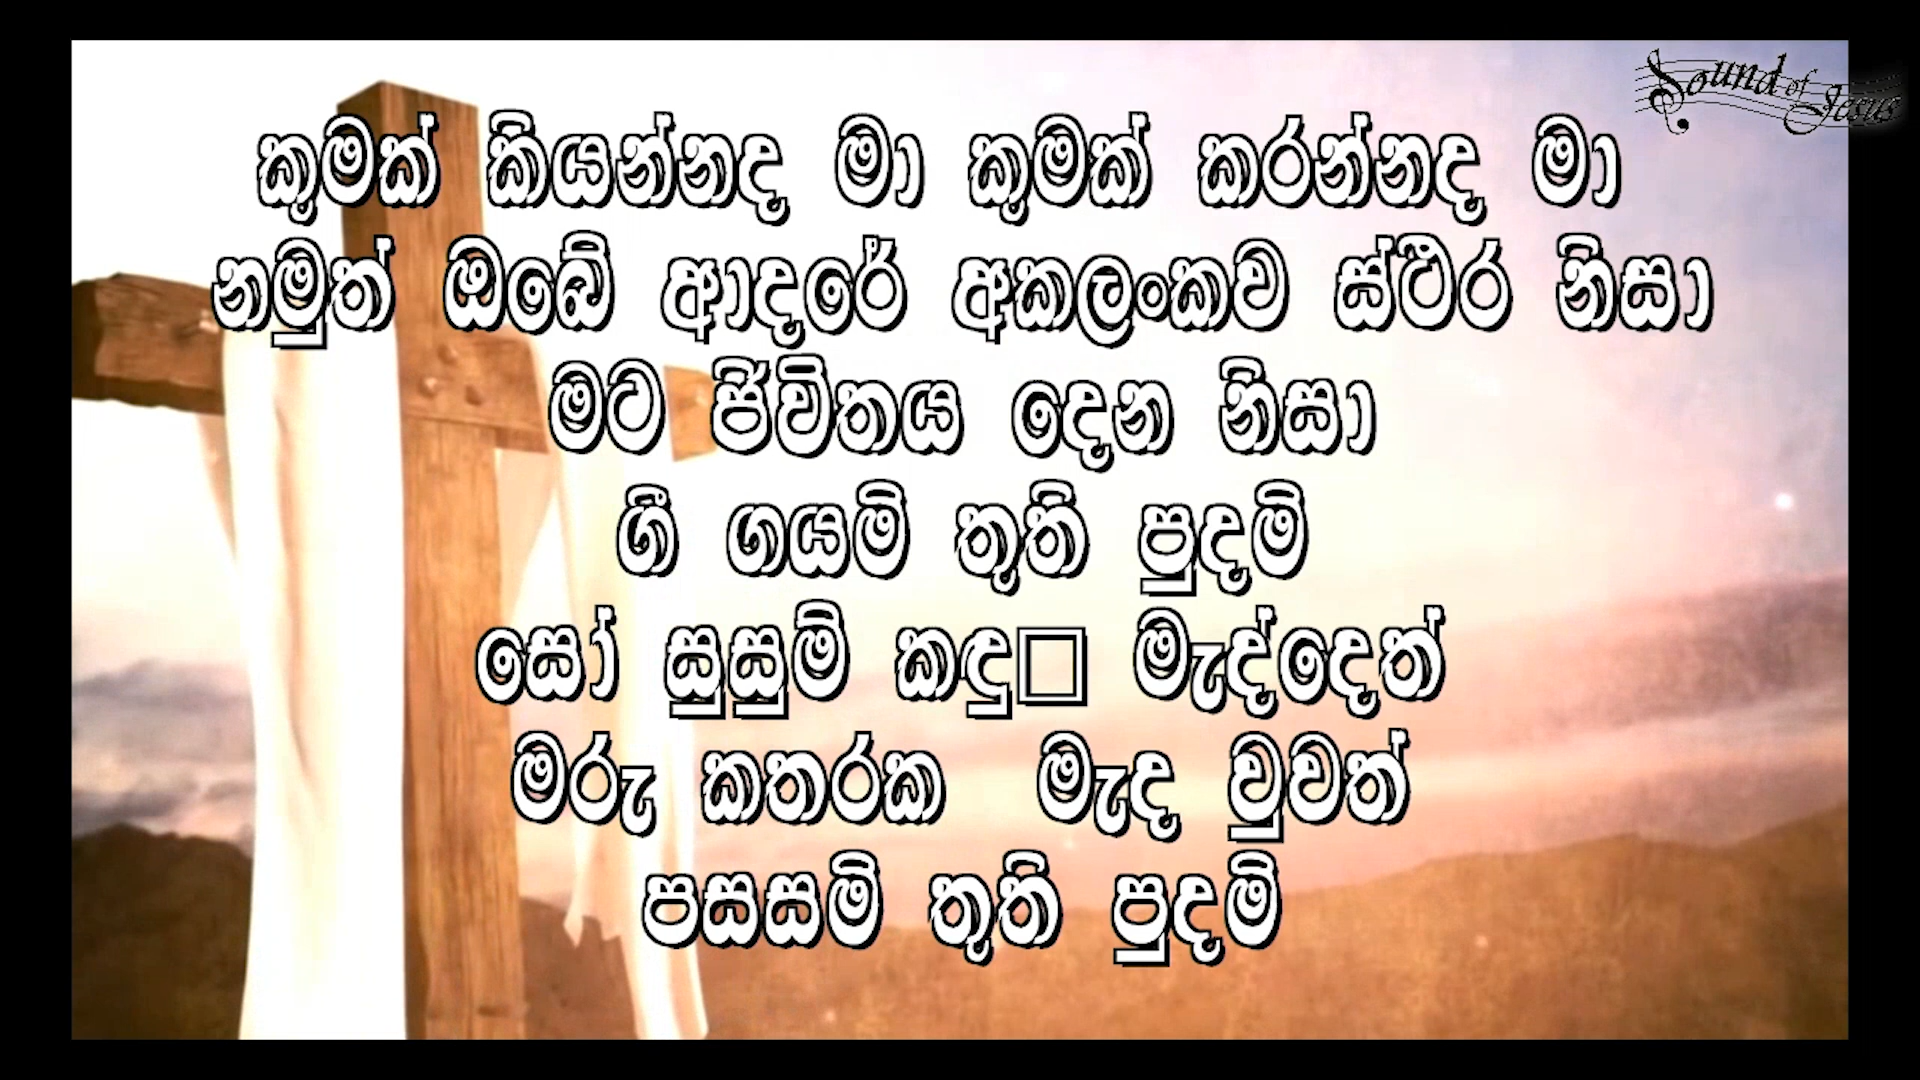 Sound of Jesus
කුමක් කියන්නද මා කුමක් කරන්නද මා
නමුත් ඔබේ ආදරේ අකලංකව ස්ථීර නිසා
මට ජීවිතය දෙන නිසා
ගී ගයමි තුති පුදමි
සෝ සුසුම් කඳු□ මැද්දෙත්
මරු කතරක මැද වුවත්
පසසමි තුති පුදමි